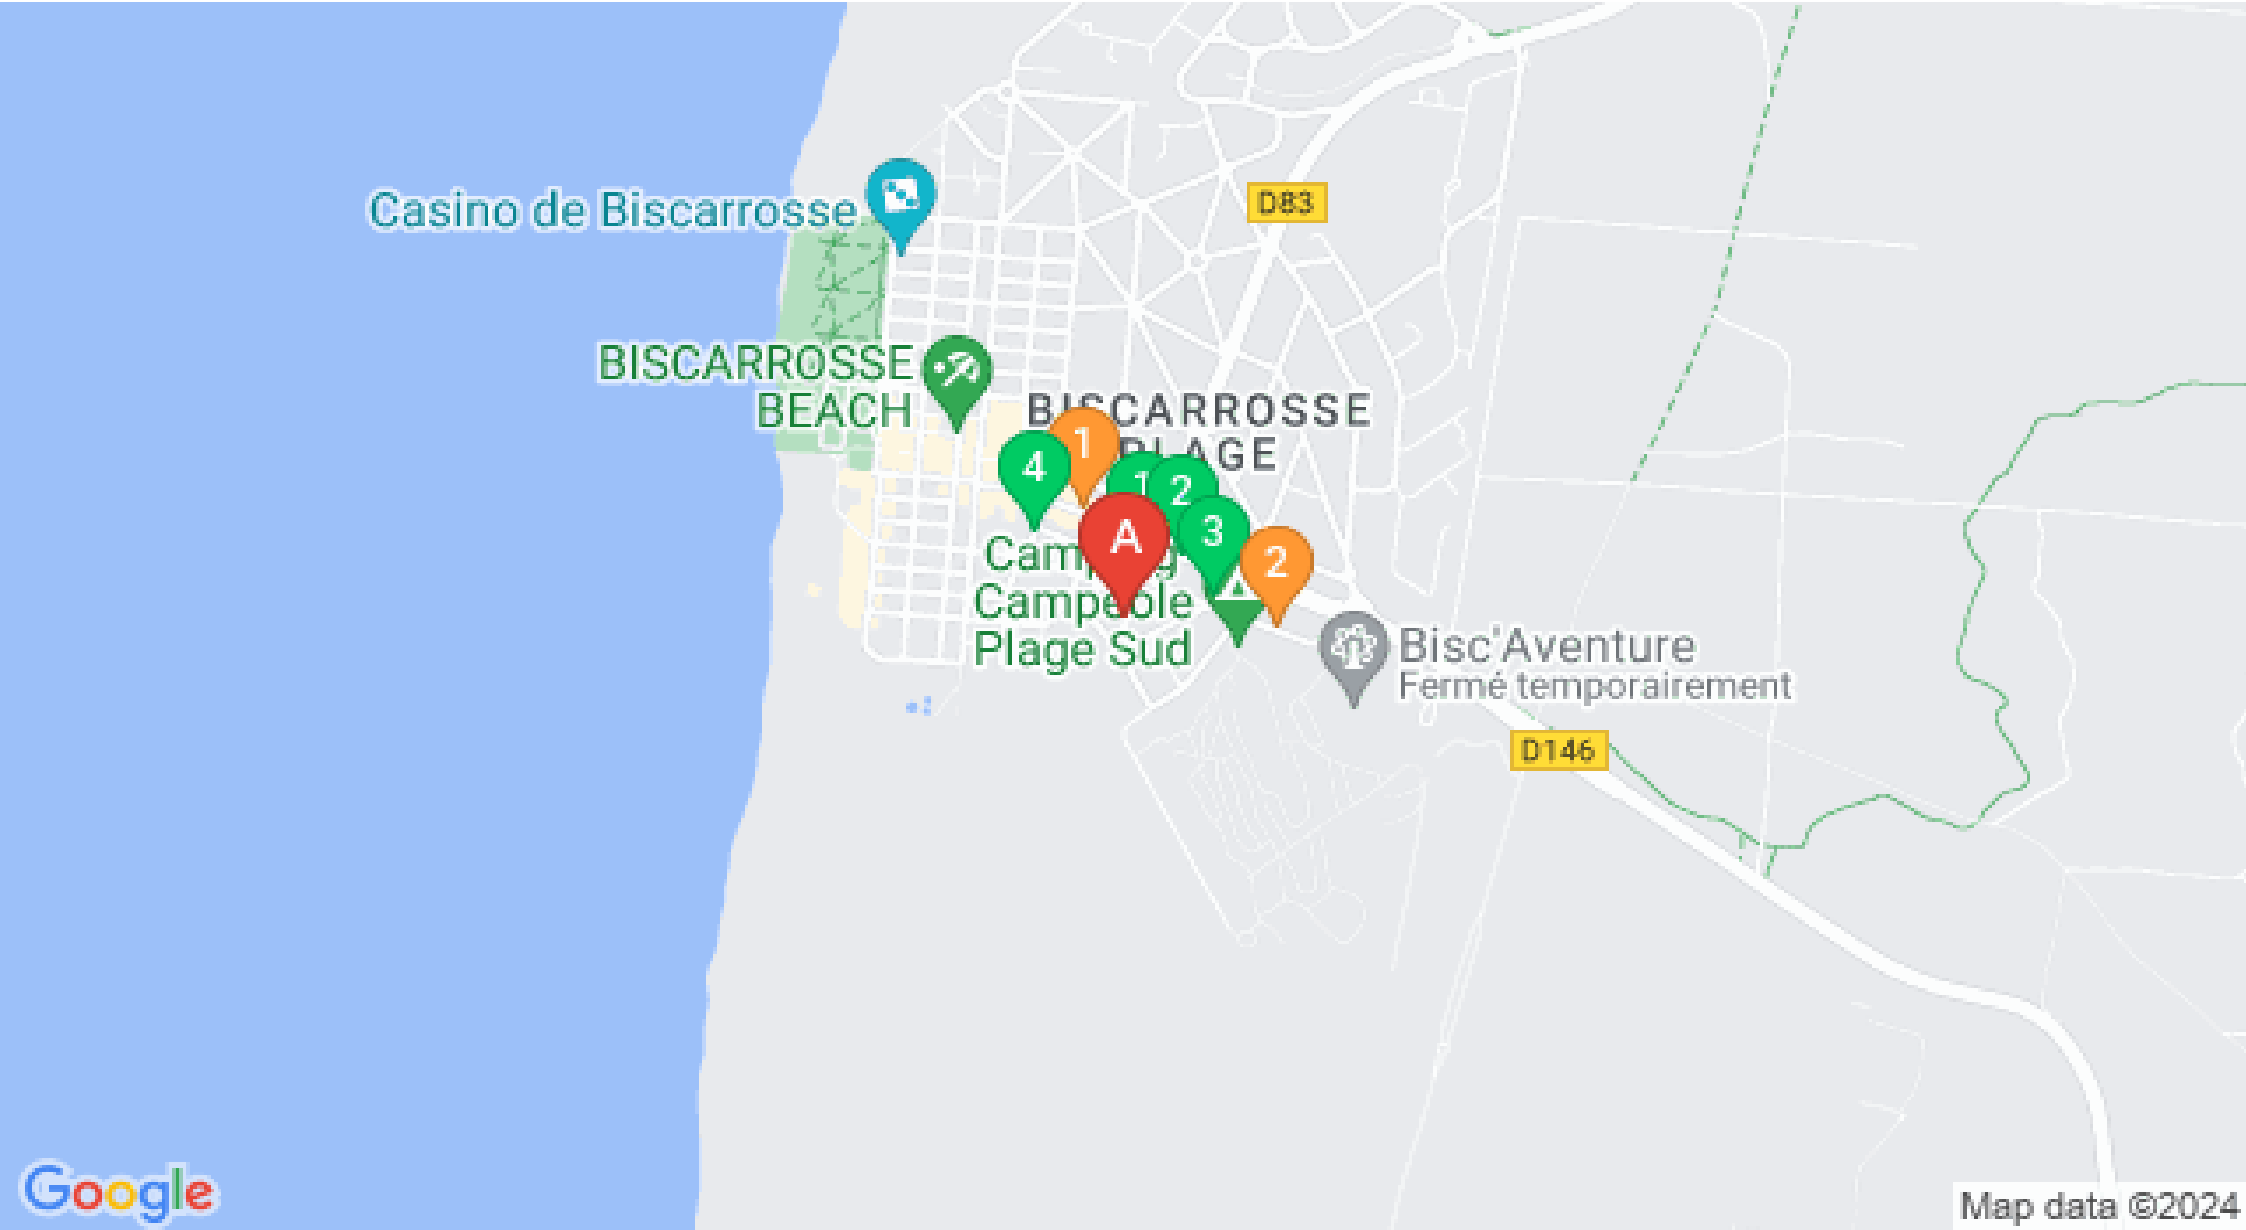 Casino de Biscarrosse
D83
BISCARROSSE
BEACH
BISCARROSSE
PLAGE
1
4
1
2
3
A
2
Camping
Campéole
Plage Sud
Bisc'Aventure
Fermé temporairement
D146
Google
Map data ©2024